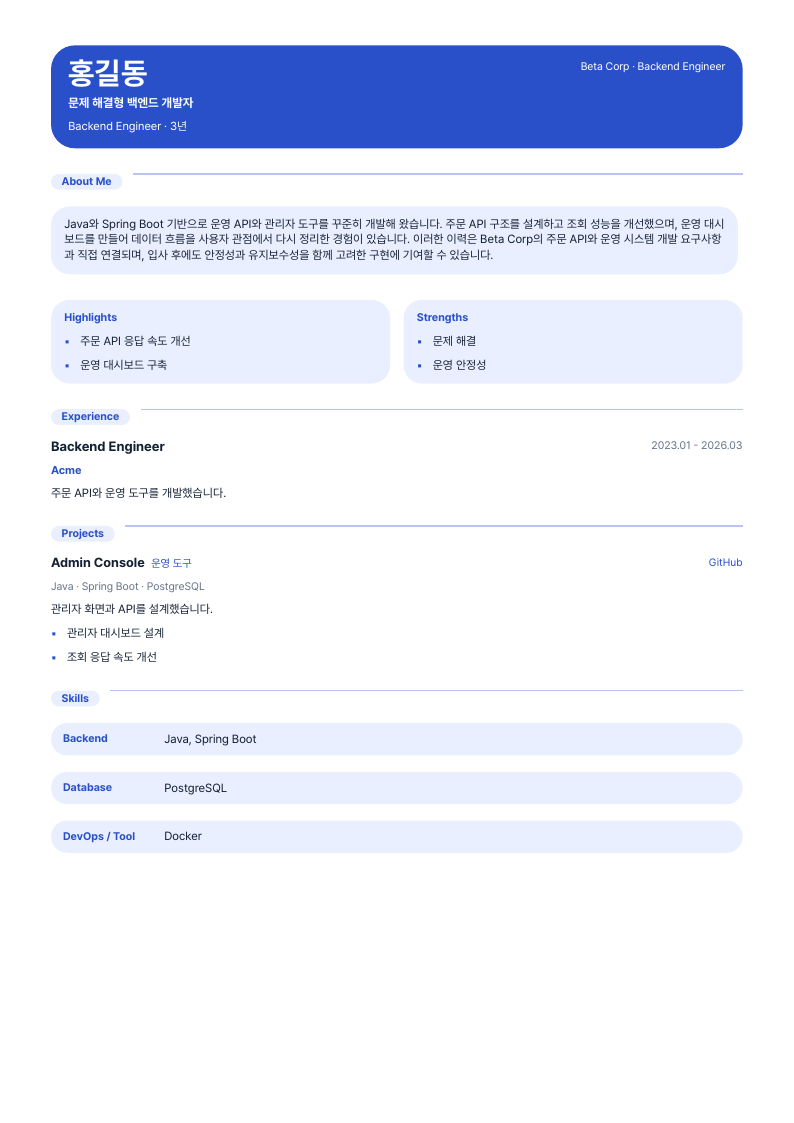 홍길동
Beta Corp · Backend Engineer
문제 해결형 백엔드 개발자
Backend Engineer · 3년
About Me
Java와 Spring Boot 기반으로 운영 API와 관리자 도구를 꾸준히 개발해 왔습니다. 주문 API 구조를 설계하고 조회 성능을 개선했으며, 운영 대시
보드를 만들어 데이터 흐름을 사용자 관점에서 다시 정리한 경험이 있습니다. 이러한 이력은 Beta Corp의 주문 API와 운영 시스템 개발 요구사항
과 직접 연결되며, 입사 후에도 안정성과 유지보수성을 함께 고려한 구현에 기여할 수 있습니다.
Highlights
▪ 주문 API 응답 속도 개선
▪ 운영 대시보드 구축
Strengths
▪ 문제 해결
▪ 운영 안정성
Experience
Backend Engineer 2023.01 - 2026.03
Acme
주문 API와 운영 도구를 개발했습니다.
Projects
Admin Console 운영 도구 GitHub
Java · Spring Boot · PostgreSQL
관리자 화면과 API를 설계했습니다.
▪ 관리자 대시보드 설계
▪ 조회 응답 속도 개선
Skills
Backend Java, Spring Boot
Database PostgreSQL
DevOps / Tool Docker